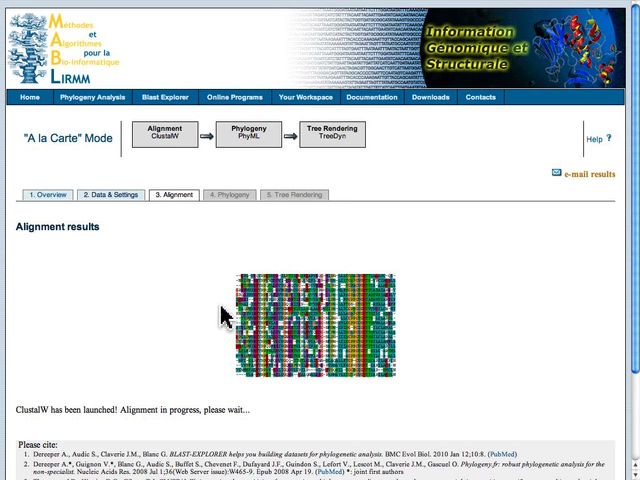 Méthodes
et
Algorithmes
pour la
Bio-informatique
LIRMM
Information
Génomique et
Structurale
Home Phylogeny Analysis Blast Explorer Online Programs Your Workspace Documentation Downloads Contacts
"A la Carte" Mode
Alignment
ClustalW
Phylogeny
PhyML
Tree Rendering
TreeDyn
Help ?
e-mail results
1. Overview 2. Data & Settings 3. Alignment 4. Phylogeny 5. Tree Rendering
Alignment results
ClustalW has been launched! Alignment in progress, please wait...
Please cite:
1. Dereeper A., Audic S., Claverie J.M., Blanc G. BLAST-EXPLORER helps you building datasets for phylogenetic analysis. BMC Evol Biol. 2010 Jan 12;10:8. (PubMed)
2. Dereeper A.*, Guignon V.*, Blanc G., Audic S., Buffet S., Chevenet F., Dufayard J.F., Guindon S., Lefort V., Lescot M., Claverie J.M., Gascuel O. Phylogeny.fr: robust phylogenetic analysis for the
non-specialist. Nucleic Acids Res. 2008 Jul 1;36(Web Server issue):W465-9. Epub 2008 Apr 19. (PubMed) *: joint first authors